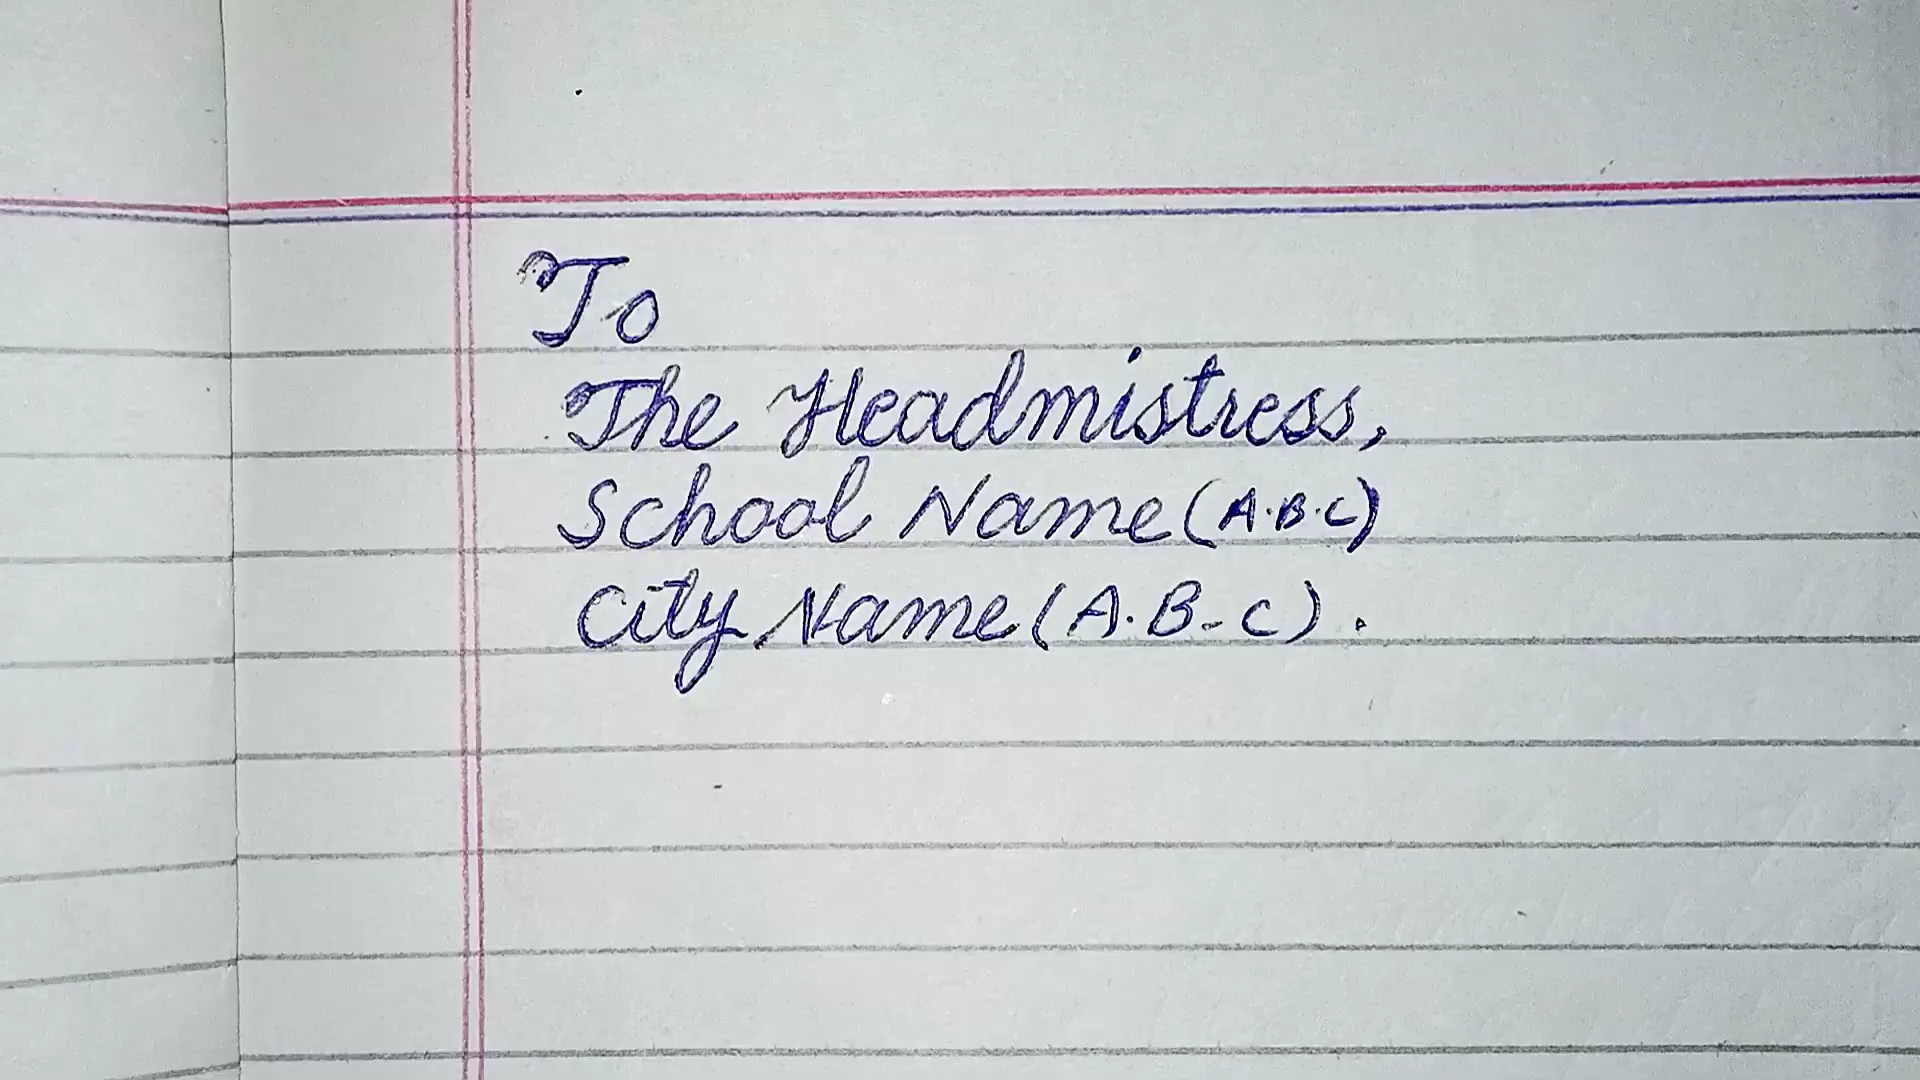 To
The Headmistress,
School Name (A.B.C)
City Name (A.B-C).